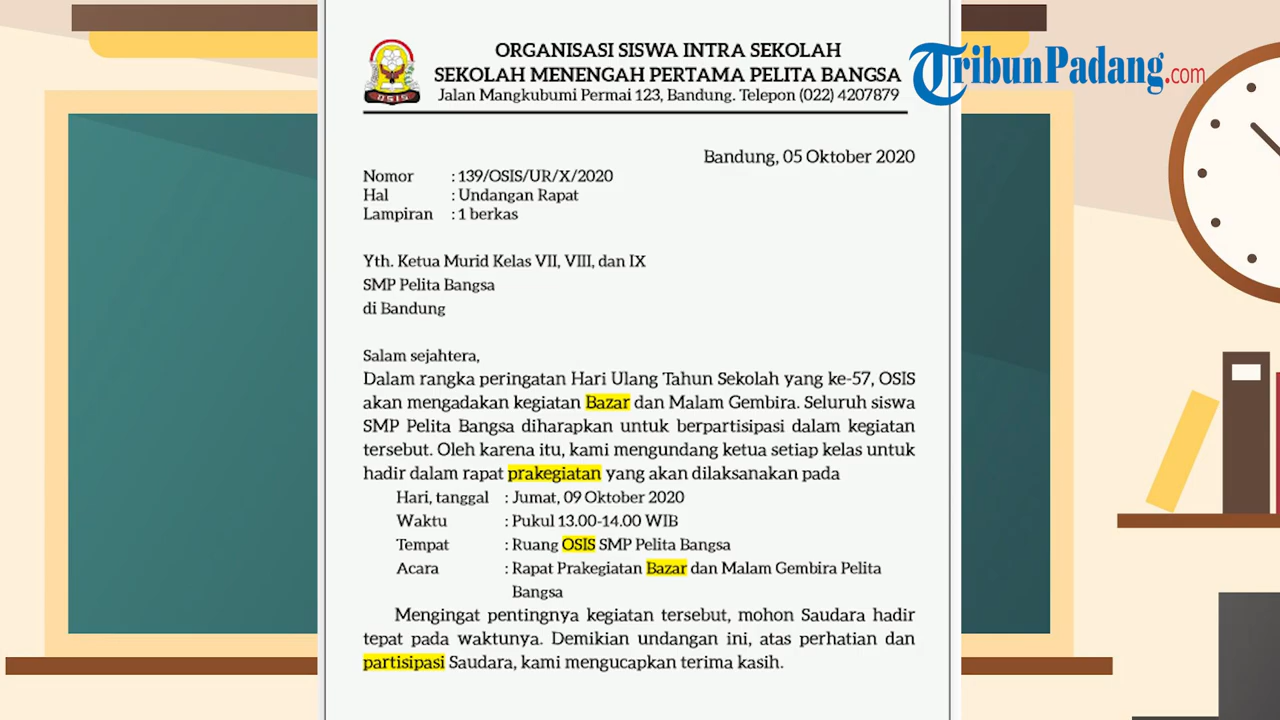 ORGANISASI SISWA INTRA SEKOLAH
SEKOLAH MENENGAH PERTAMA PELITA BANGSA
Jalan Mangkubumi Permai 123, Bandung. Telepon (022) 4207879
TribunPadang.com
OSIS
Bandung, 05 Oktober 2020
Nomor : 139/OSIS/UR/X/2020
Hal : Undangan Rapat
Lampiran : 1 berkas
Yth. Ketua Murid Kelas VII, VIII, dan IX
SMP Pelita Bangsa
di Bandung
Salam sejahtera,
Dalam rangka peringatan Hari Ulang Tahun Sekolah yang ke-57, OSIS
akan mengadakan kegiatan Bazar dan Malam Gembira. Seluruh siswa
SMP Pelita Bangsa diharapkan untuk berpartisipasi dalam kegiatan
tersebut. Oleh karena itu, kami mengundang ketua setiap kelas untuk
hadir dalam rapat prakegiatan yang akan dilaksanakan pada
Hari, tanggal : Jumat, 09 Oktober 2020
Waktu : Pukul 13.00-14.00 WIB
Tempat : Ruang OSIS SMP Pelita Bangsa
Acara : Rapat Prakegiatan Bazar dan Malam Gembira Pelita
Bangsa
Mengingat pentingnya kegiatan tersebut, mohon Saudara hadir
tepat pada waktunya. Demikian undangan ini, atas perhatian dan
partisipasi Saudara, kami mengucapkan terima kasih.